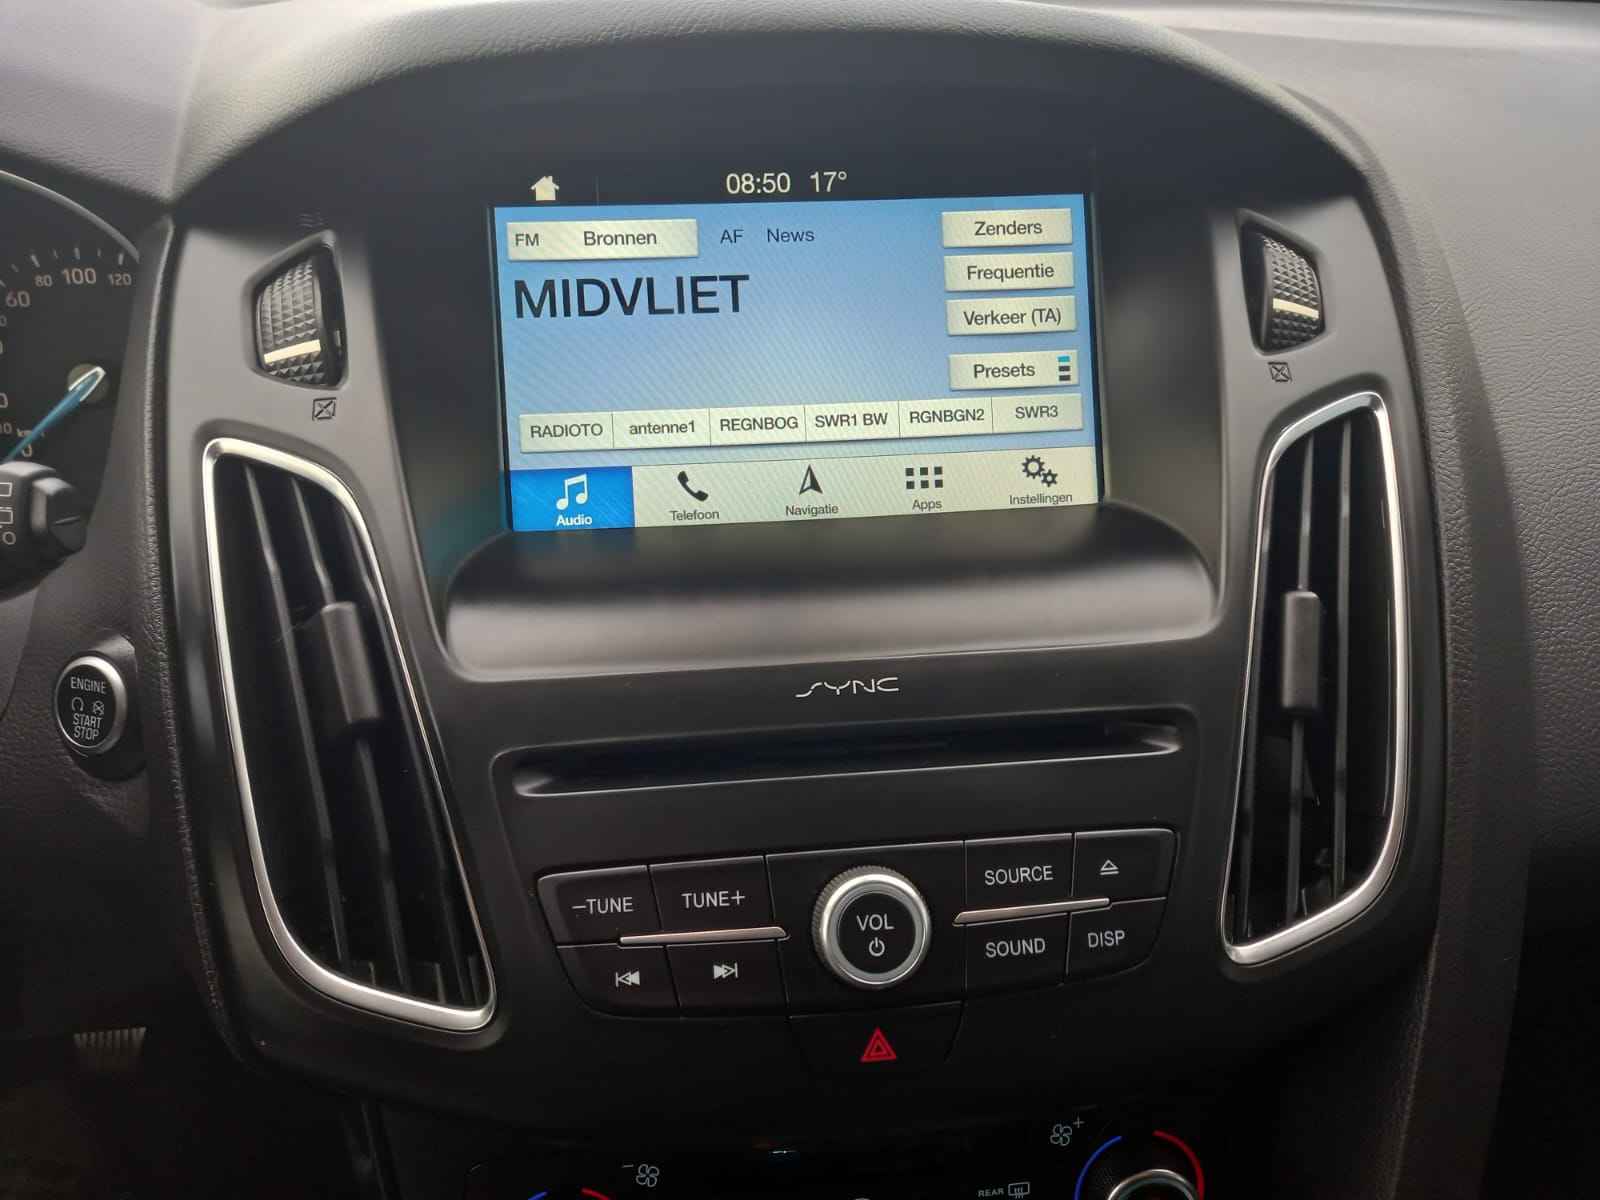 08:50 17°
FM Bronnen AF News
MIDVLIET
Zenders
Frequentie
Verkeer (TA)
Presets
RADIOTO antenne1 REGNBOG SWR1 BW RGNBGN2 SWR3
Audio Telefoon Navigatie Apps Instellingen
60 80 100 120
ENGINE
START
STOP
SYNC
–TUNE TUNE+
VOL
SOURCE
SOUND DISP
REAR